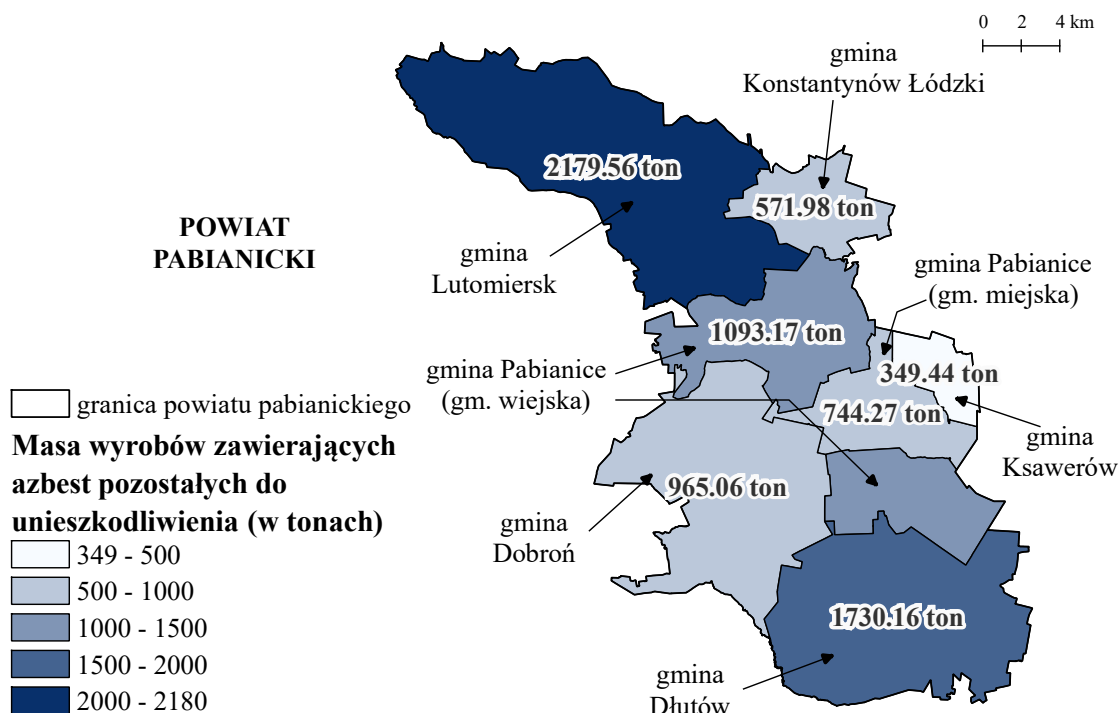 0 2 4 km
gmina
Konstantynów Łódzki
2179.56 ton
571.98 ton
POWIAT
PABIANICKI
gmina
Lutomiersk
gmina Pabianice
(gm. miejska)
1093.17 ton
349.44 ton
gmina Pabianice
(gm. wiejska)
744.27 ton
gmina
Ksawerów
965.06 ton
gmina
Dobroń
1730.16 ton
gmina
Dłutów
granica powiatu pabianickiego
Masa wyrobów zawierających
azbest pozostałych do
unieszkodliwienia (w tonach)
349 - 500
500 - 1000
1000 - 1500
1500 - 2000
2000 - 2180